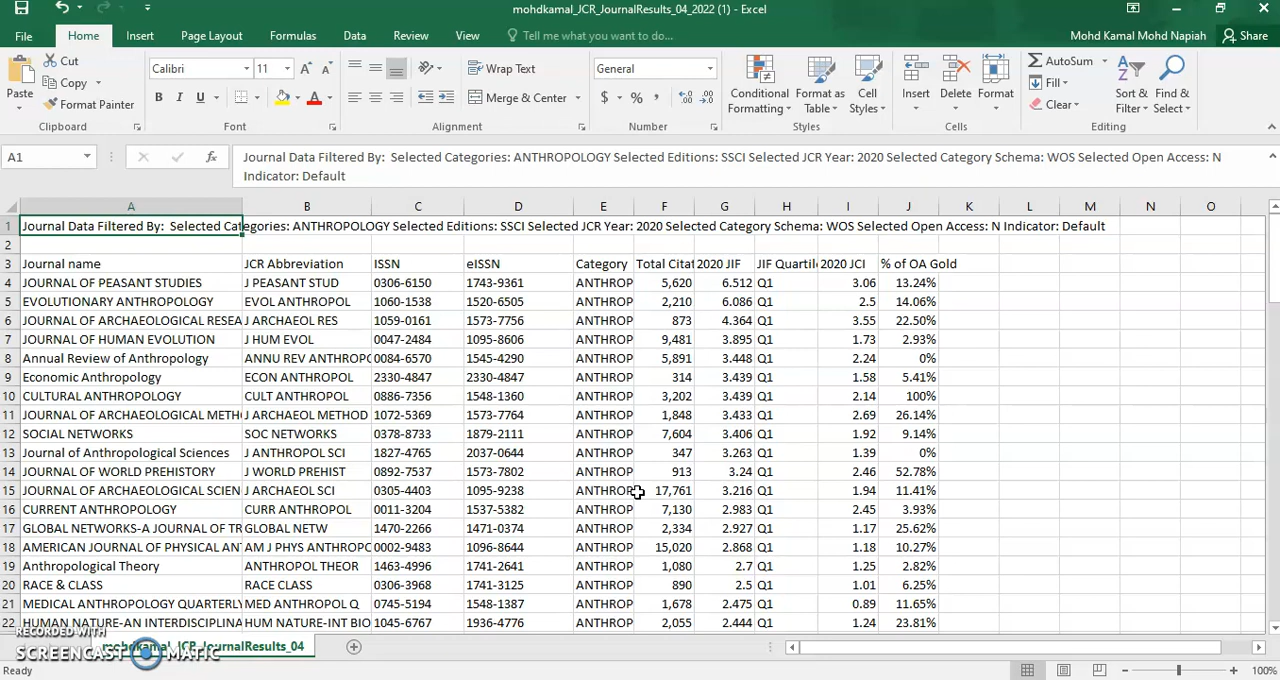 mohdkamal_JCR_JournalResults_04_2022 (1) - Excel
File Home Insert Page Layout Formulas Data Review View Tell me what you want to do... Mohd Kamal Mohd Napiah Share
Paste Cut Copy Format Painter Clipboard
Calibri 11 A A B I U A Font
Wrap Text Merge & Center Alignment
General $ % , Number
Conditional Formatting Format as Table Cell Styles Styles
Insert Delete Format Cells
AutoSum Fill Clear Sort & Filter Find & Select Editing
A1 fx Journal Data Filtered By: Selected Categories: ANTHROPOLOGY Selected Editions: SSCI Selected JCR Year: 2020 Selected Category Schema: WOS Selected Open Access: N
Indicator: Default
A B C D E F G H I J K L M N O
1 Journal Data Filtered By: Selected Categories: ANTHROPOLOGY Selected Editions: SSCI Selected JCR Year: 2020 Selected Category Schema: WOS Selected Open Access: N Indicator: Default
2
3 Journal name JCR Abbreviation ISSN eISSN Category Total Citat 2020 JIF JIF Quartile 2020 JCI % of OA Gold
4 JOURNAL OF PEASANT STUDIES J PEASANT STUD 0306-6150 1743-9361 ANTHROP 5,620 6.512 Q1 3.06 13.24%
5 EVOLUTIONARY ANTHROPOLOGY EVOL ANTHROPOL 1060-1538 1520-6505 ANTHROP 2,210 6.086 Q1 2.5 14.06%
6 JOURNAL OF ARCHAEOLOGICAL RESEA J ARCHAEOL RES 1059-0161 1573-7756 ANTHROP 873 4.364 Q1 3.55 22.50%
7 JOURNAL OF HUMAN EVOLUTION J HUM EVOL 0047-2484 1095-8606 ANTHROP 9,481 3.895 Q1 1.73 2.93%
8 Annual Review of Anthropology ANNU REV ANTHROPO 0084-6570 1545-4290 ANTHROP 5,891 3.448 Q1 2.24 0%
9 Economic Anthropology ECON ANTHROPOL 2330-4847 2330-4847 ANTHROP 314 3.439 Q1 1.58 5.41%
10 CULTURAL ANTHROPOLOGY CULT ANTHROPOL 0886-7356 1548-1360 ANTHROP 3,202 3.439 Q1 2.14 100%
11 JOURNAL OF ARCHAEOLOGICAL METH J ARCHAEOL METHOD 1072-5369 1573-7764 ANTHROP 1,848 3.433 Q1 2.69 26.14%
12 SOCIAL NETWORKS SOC NETWORKS 0378-8733 1879-2111 ANTHROP 7,604 3.406 Q1 1.92 9.14%
13 Journal of Anthropological Sciences J ANTHROPOL SCI 1827-4765 2037-0644 ANTHROP 347 3.263 Q1 1.39 0%
14 JOURNAL OF WORLD PREHISTORY J WORLD PREHIST 0892-7537 1573-7802 ANTHROP 913 3.24 Q1 2.46 52.78%
15 JOURNAL OF ARCHAEOLOGICAL SCIEN J ARCHAEOL SCI 0305-4403 1095-9238 ANTHROP 17,761 3.216 Q1 1.94 11.41%
16 CURRENT ANTHROPOLOGY CURR ANTHROPOL 0011-3204 1537-5382 ANTHROP 7,130 2.983 Q1 2.45 3.93%
17 GLOBAL NETWORKS-A JOURNAL OF TR GLOBAL NETW 1470-2266 1471-0374 ANTHROP 2,334 2.927 Q1 1.17 25.62%
18 AMERICAN JOURNAL OF PHYSICAL ANT AM J PHYS ANTHROPO 0002-9483 1096-8644 ANTHROP 15,020 2.868 Q1 1.18 10.27%
19 Anthropological Theory ANTHROPOL THEOR 1463-4996 1741-2641 ANTHROP 1,080 2.7 Q1 1.25 2.82%
20 RACE & CLASS RACE CLASS 0306-3968 1741-3125 ANTHROP 890 2.5 Q1 1.01 6.25%
21 MEDICAL ANTHROPOLOGY QUARTERLY MED ANTHROPOL Q 0745-5194 1548-1387 ANTHROP 1,678 2.475 Q1 0.89 11.65%
22 HUMAN NATURE-AN INTERDISCIPLINA HUM NATURE-INT BIO 1045-6767 1936-4776 ANTHROP 2,055 2.444 Q1 1.24 23.81%
RECORDED WITH
SCREENCAST MATIC
mohdkamal_JCR_JournalResults_04
Ready 100%